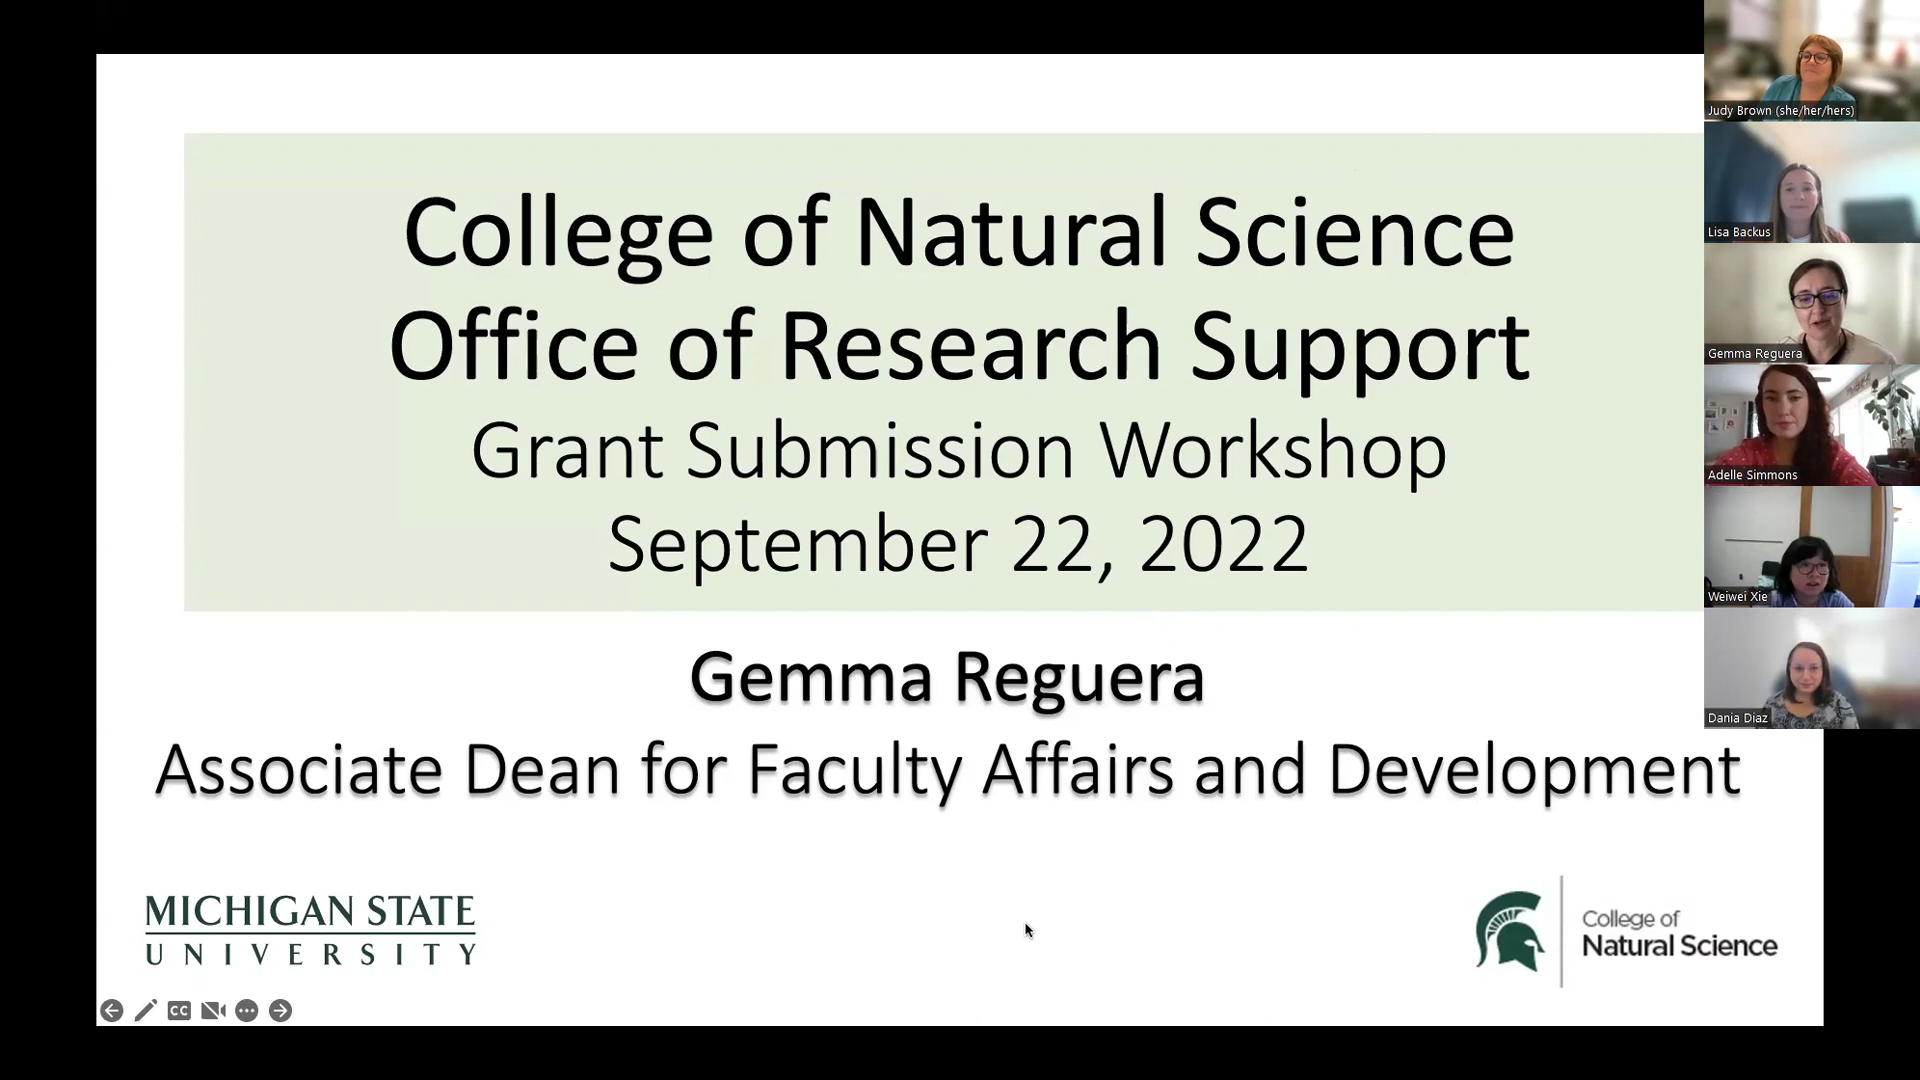 College of Natural Science
Office of Research Support
Grant Submission Workshop
September 22, 2022
Gemma Reguera
Associate Dean for Faculty Affairs and Development
MICHIGAN STATE
UNIVERSITY
College of
Natural Science
CC
Judy Brown (she/her/hers)
Lisa Backus
Gemma Reguera
Adelle Simmons
Weiwei Xie
Dania Diaz